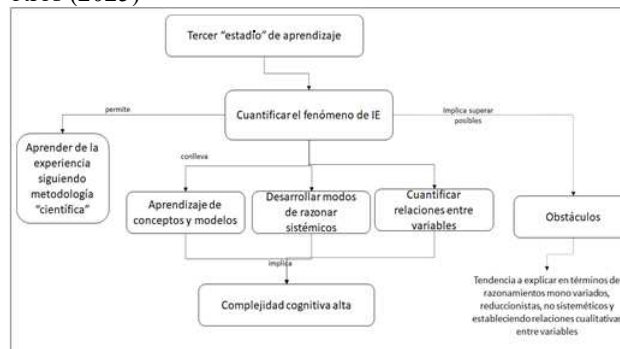 Tercer “estadío” de aprendizaje
permite
Cuantificar el fenómeno de IE
Implica superar
posibles
Aprender de la
experiencia
siguiendo
metodología
“científica”
conlleva
Aprendizaje de
conceptos y modelos
Desarrollar modos
de razonar
sistémicos
Cuantificar
relaciones entre
variables
Obstáculos
implica
Complejidad cognitiva alta
Tendencia a explicar en términos de
razonamientos mono variados,
reduccionistas, no sisteméticos y
estableciendo relaciones cualitativas
entre variables